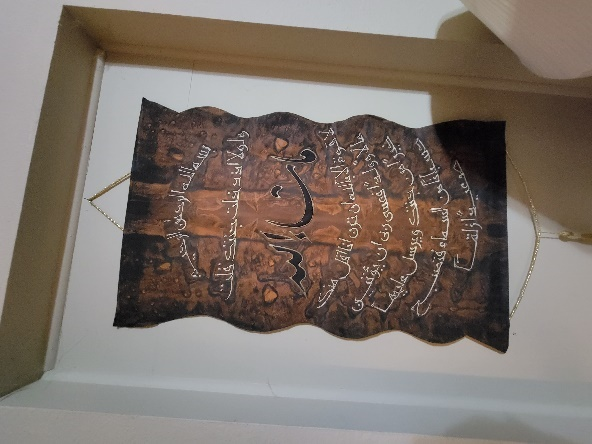 بسم الله الرحمن الرحيم
ولولا إذ دخلت جنتك قلت
ما شاء الله
لا قوة إلا بالله إن ترن أنا أقل منك
مالا وولدا فعسى ربي أن يؤتين
خيرا من جنتك ويرسل عليها
حسبانا من السماء فتصبح
صعيدا زلقا